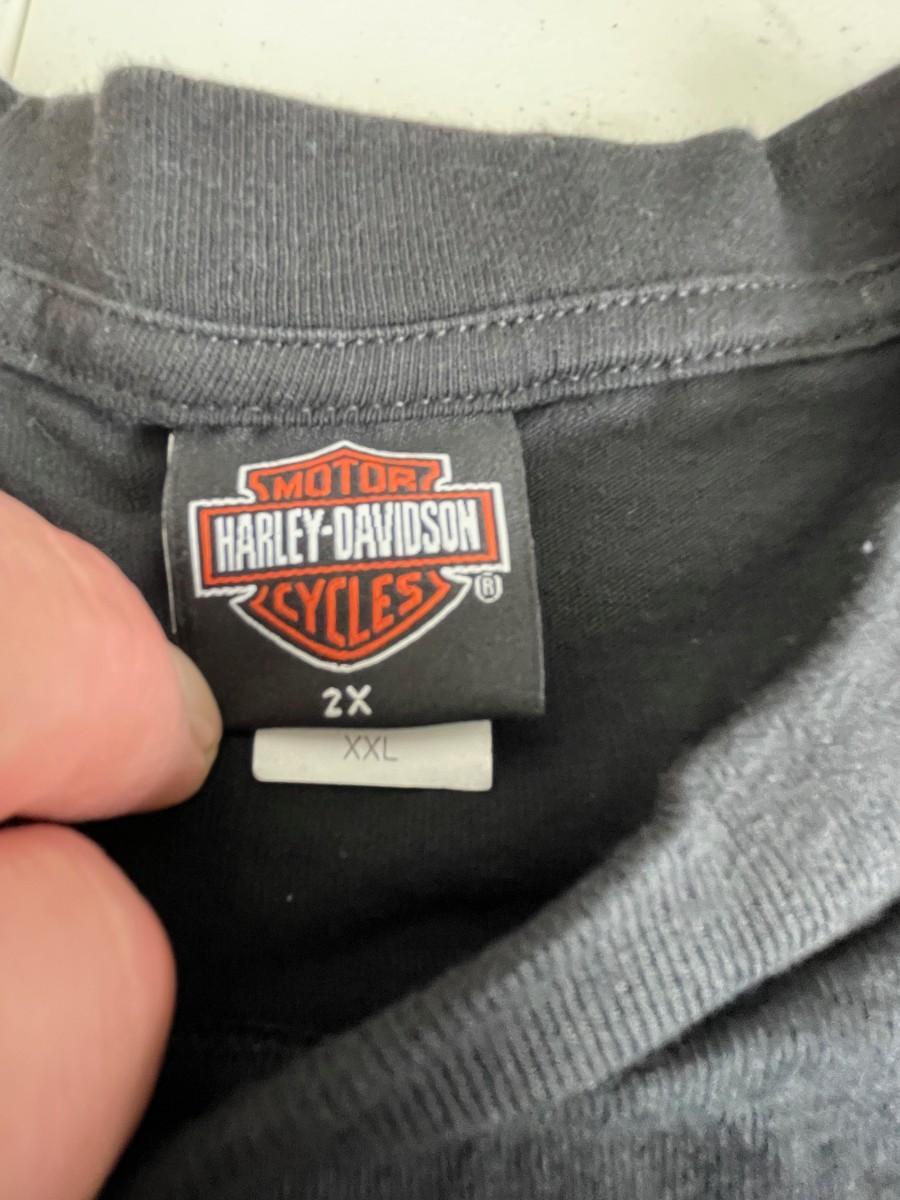 MOTOR
HARLEY-DAVIDSON
CYCLES
®
2X
XXL